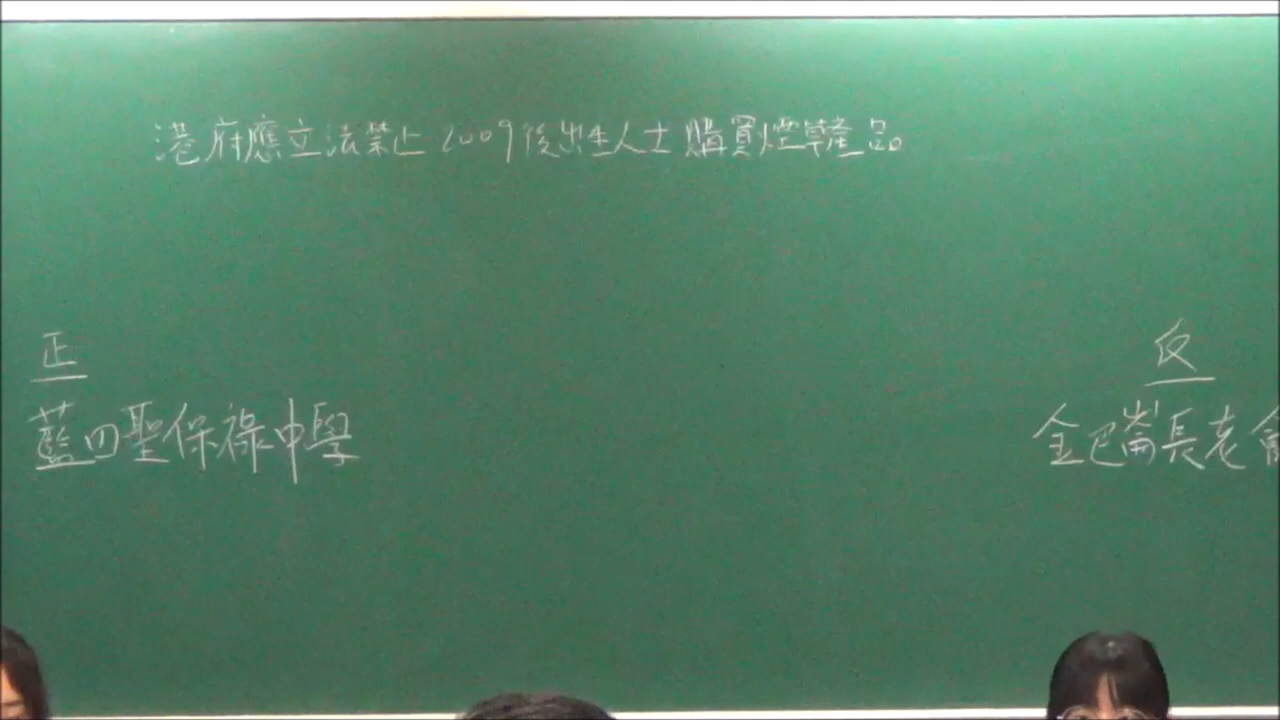 港府應立法禁止2009後出生人士購買煙草產品
正
藍田聖保祿中學
反
金巴崙長老會